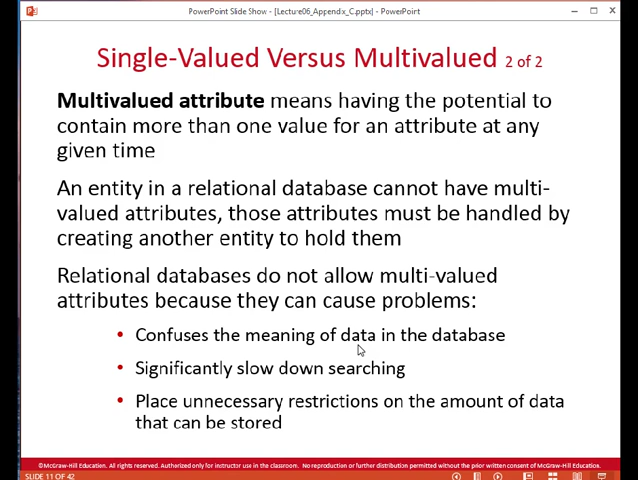 PowerPoint Slide Show - [Lecture06_Appendix_C.pptx] - PowerPoint
Single-Valued Versus Multivalued 2 of 2
Multivalued attribute means having the potential to
contain more than one value for an attribute at any
given time
An entity in a relational database cannot have multi-
valued attributes, those attributes must be handled by
creating another entity to hold them
Relational databases do not allow multi-valued
attributes because they can cause problems:
• Confuses the meaning of data in the database
• Significantly slow down searching
• Place unnecessary restrictions on the amount of data
that can be stored
©McGraw-Hill Education. All rights reserved. Authorized only for instructor use in the classroom. No reproduction or further distribution permitted without the prior written consent of McGraw-Hill Education.
SLIDE 11 OF 42